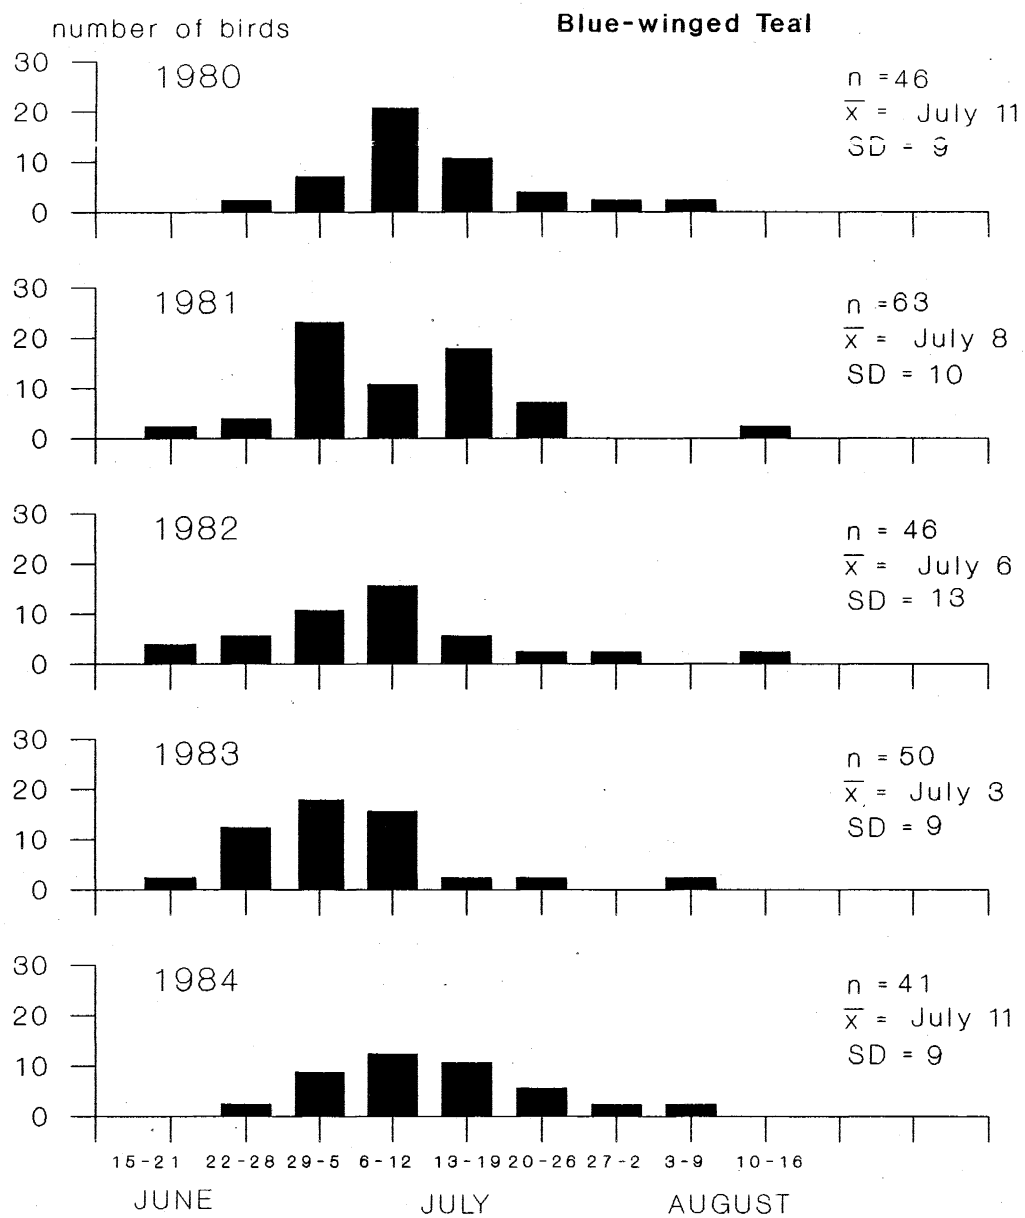 number of birds
Blue-winged Teal
30
20
10
0
1980
n =46
x̅ = July 11
SD = 9
30
20
10
0
1981
n =63
x̅ = July 8
SD = 10
30
20
10
0
1982
n = 46
x̅ = July 6
SD = 13
30
20
10
0
1983
n = 50
x̅ = July 3
SD = 9
30
20
10
0
1984
n = 41
x̅ = July 11
SD = 9
15-21 22-28 29-5 6-12 13-19 20-26 27-2 3-9 10-16
JUNE JULY AUGUST